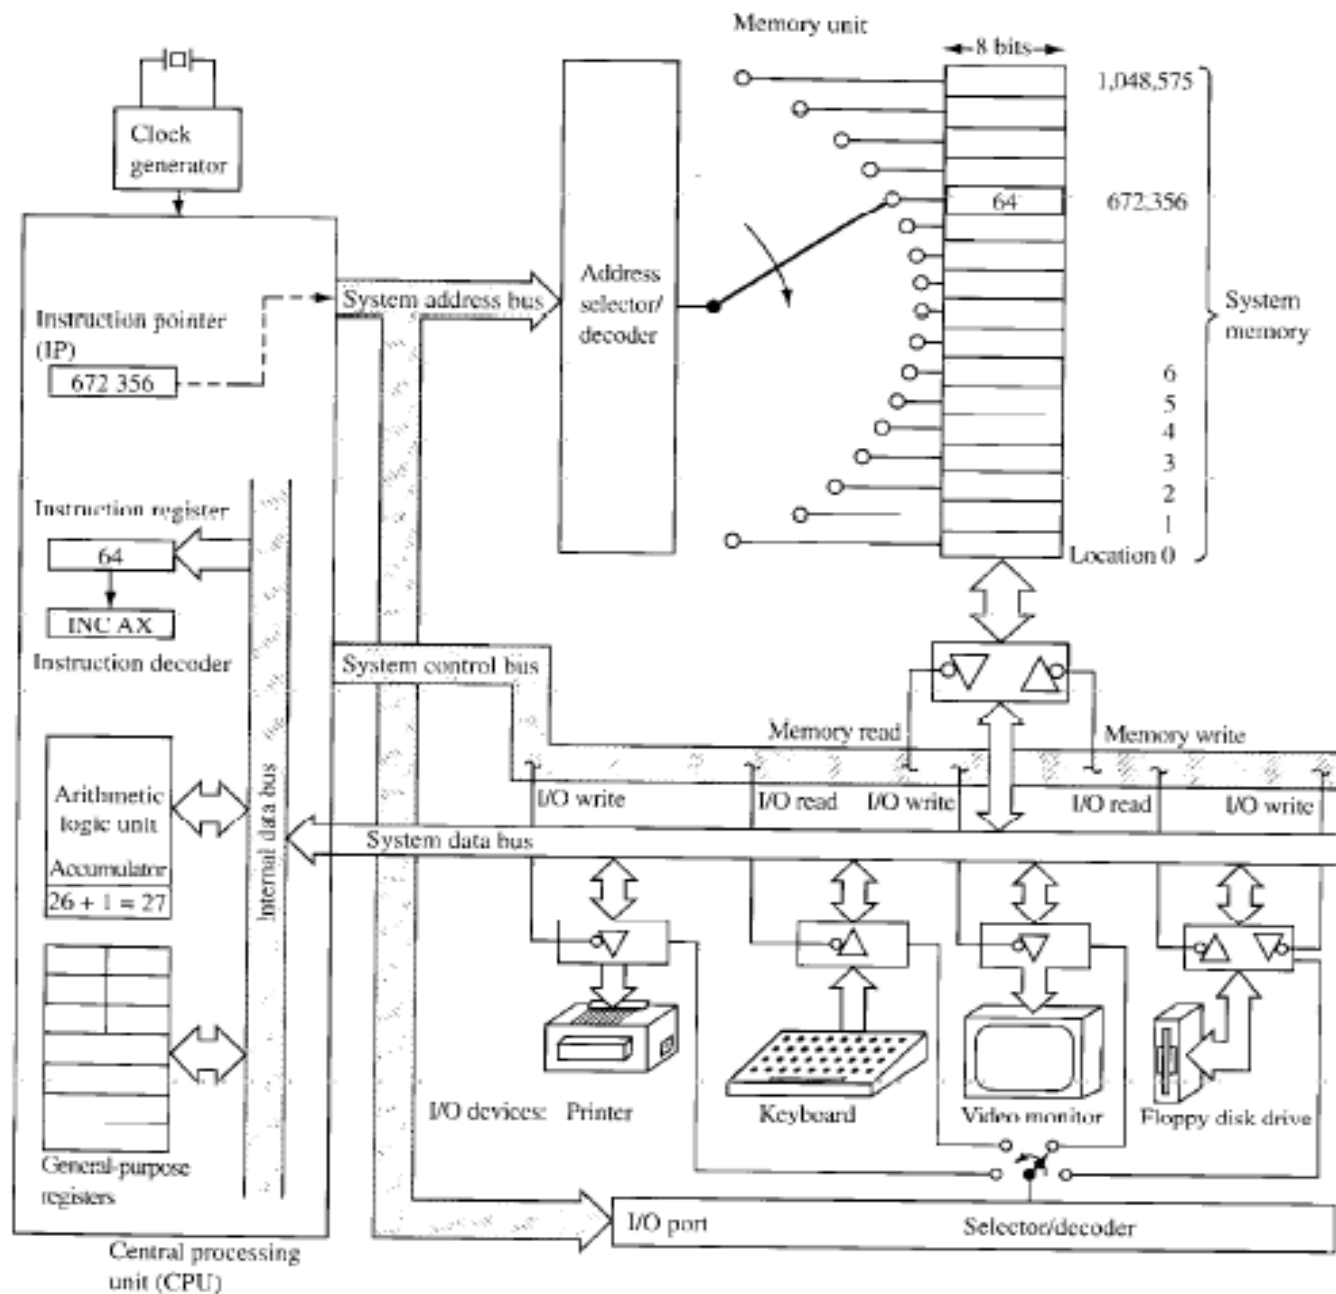 Memory unit
8 bits
1,048,575
Clock
generator
64
672,356
System address bus
Address
selector/
decoder
System
memory
Instruction pointer
(IP)
672 356
6
5
4
3
2
1
Location 0
Instruction register
64
INC AX
Instruction decoder
System control bus
Memory read
Memory write
I/O write
I/O read
I/O write
I/O read
I/O write
Arithmetic
logic unit
Accumulator
26 + 1 = 27
Internal data bus
System data bus
General-purpose
registers
I/O devices:
Printer
Keyboard
Video monitor
Floppy disk drive
I/O port
Selector/decoder
Central processing
unit (CPU)